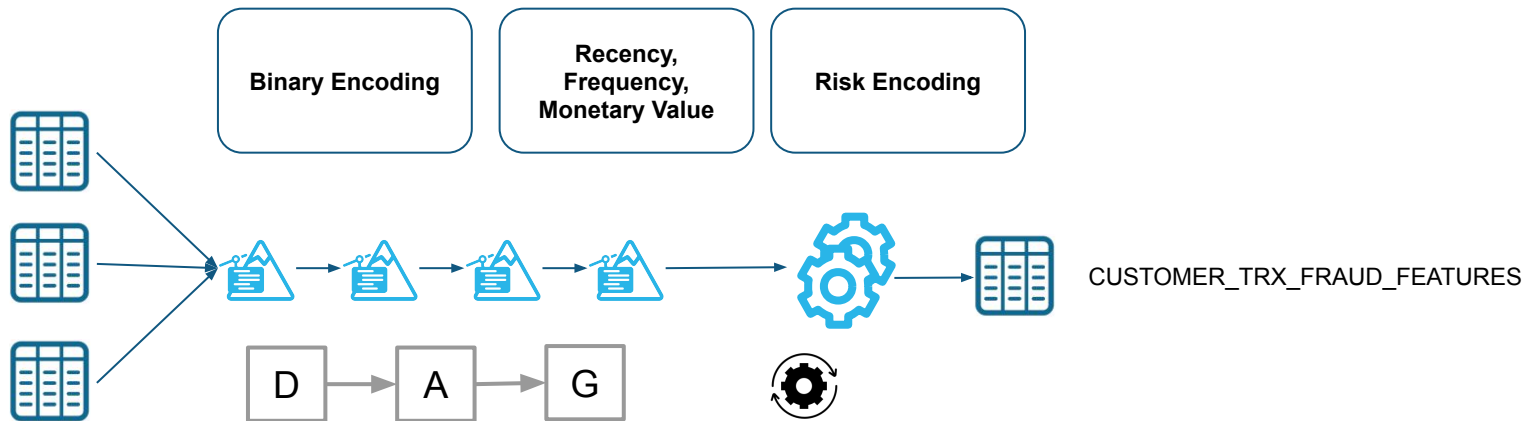 Binary Encoding
Recency,
Frequency,
Monetary Value
Risk Encoding
CUSTOMER_TRX_FRAUD_FEATURES
D
A
G